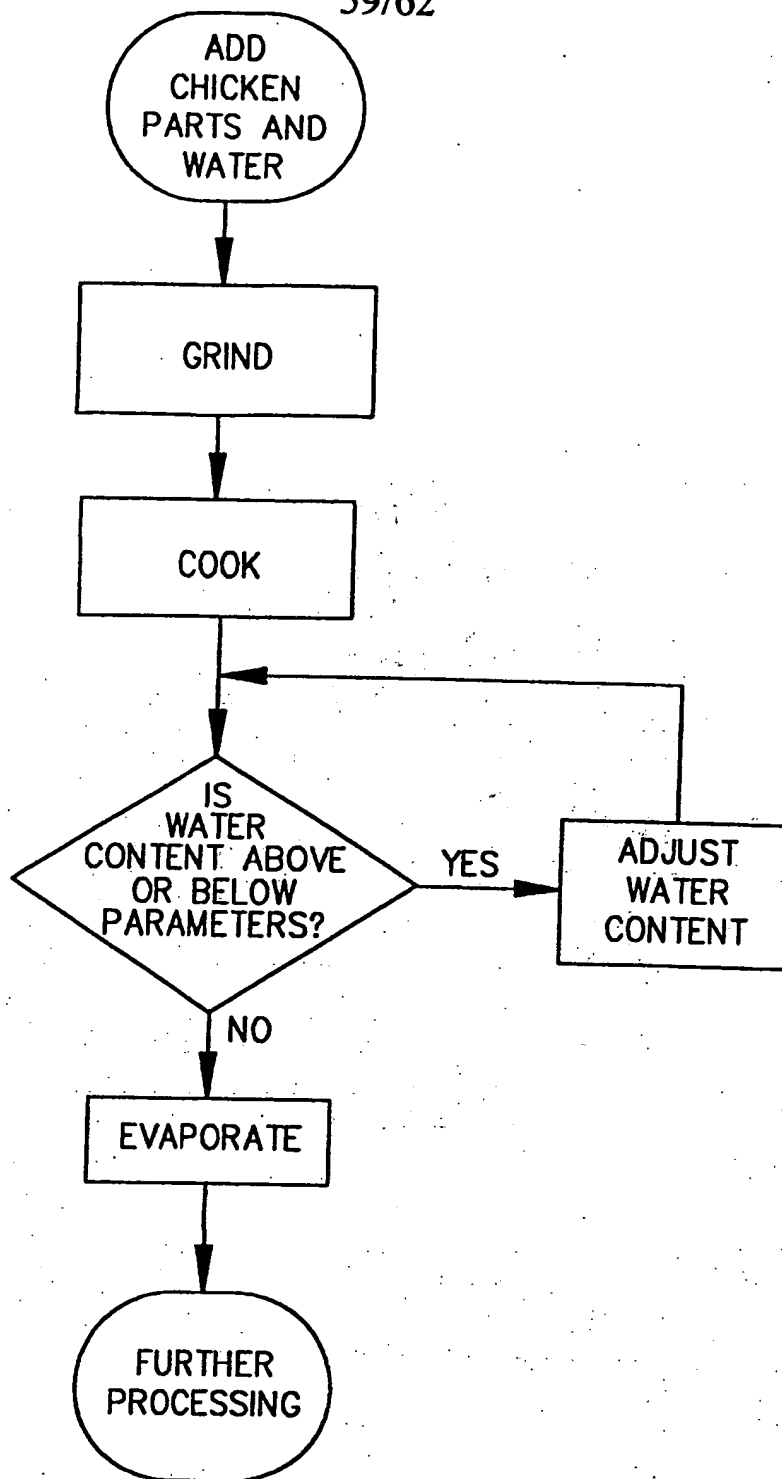 59/62
ADD
CHICKEN
PARTS AND
WATER
GRIND
COOK
IS
WATER
CONTENT ABOVE
OR BELOW
PARAMETERS?
YES
ADJUST
WATER
CONTENT
NO
EVAPORATE
FURTHER
PROCESSING